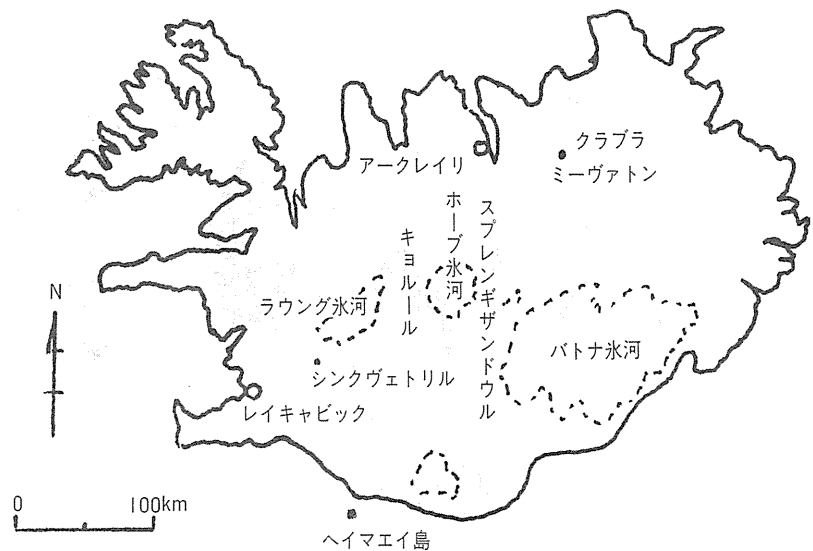 クラブラ
ミーヴァトン
アークレイリ
ホーブ氷河
スプレンギザンドウル
キョルール
ラウング氷河
バトナ氷河
シンクヴェトリル
レイキャビック
N
0 100km
ヘイマエイ島